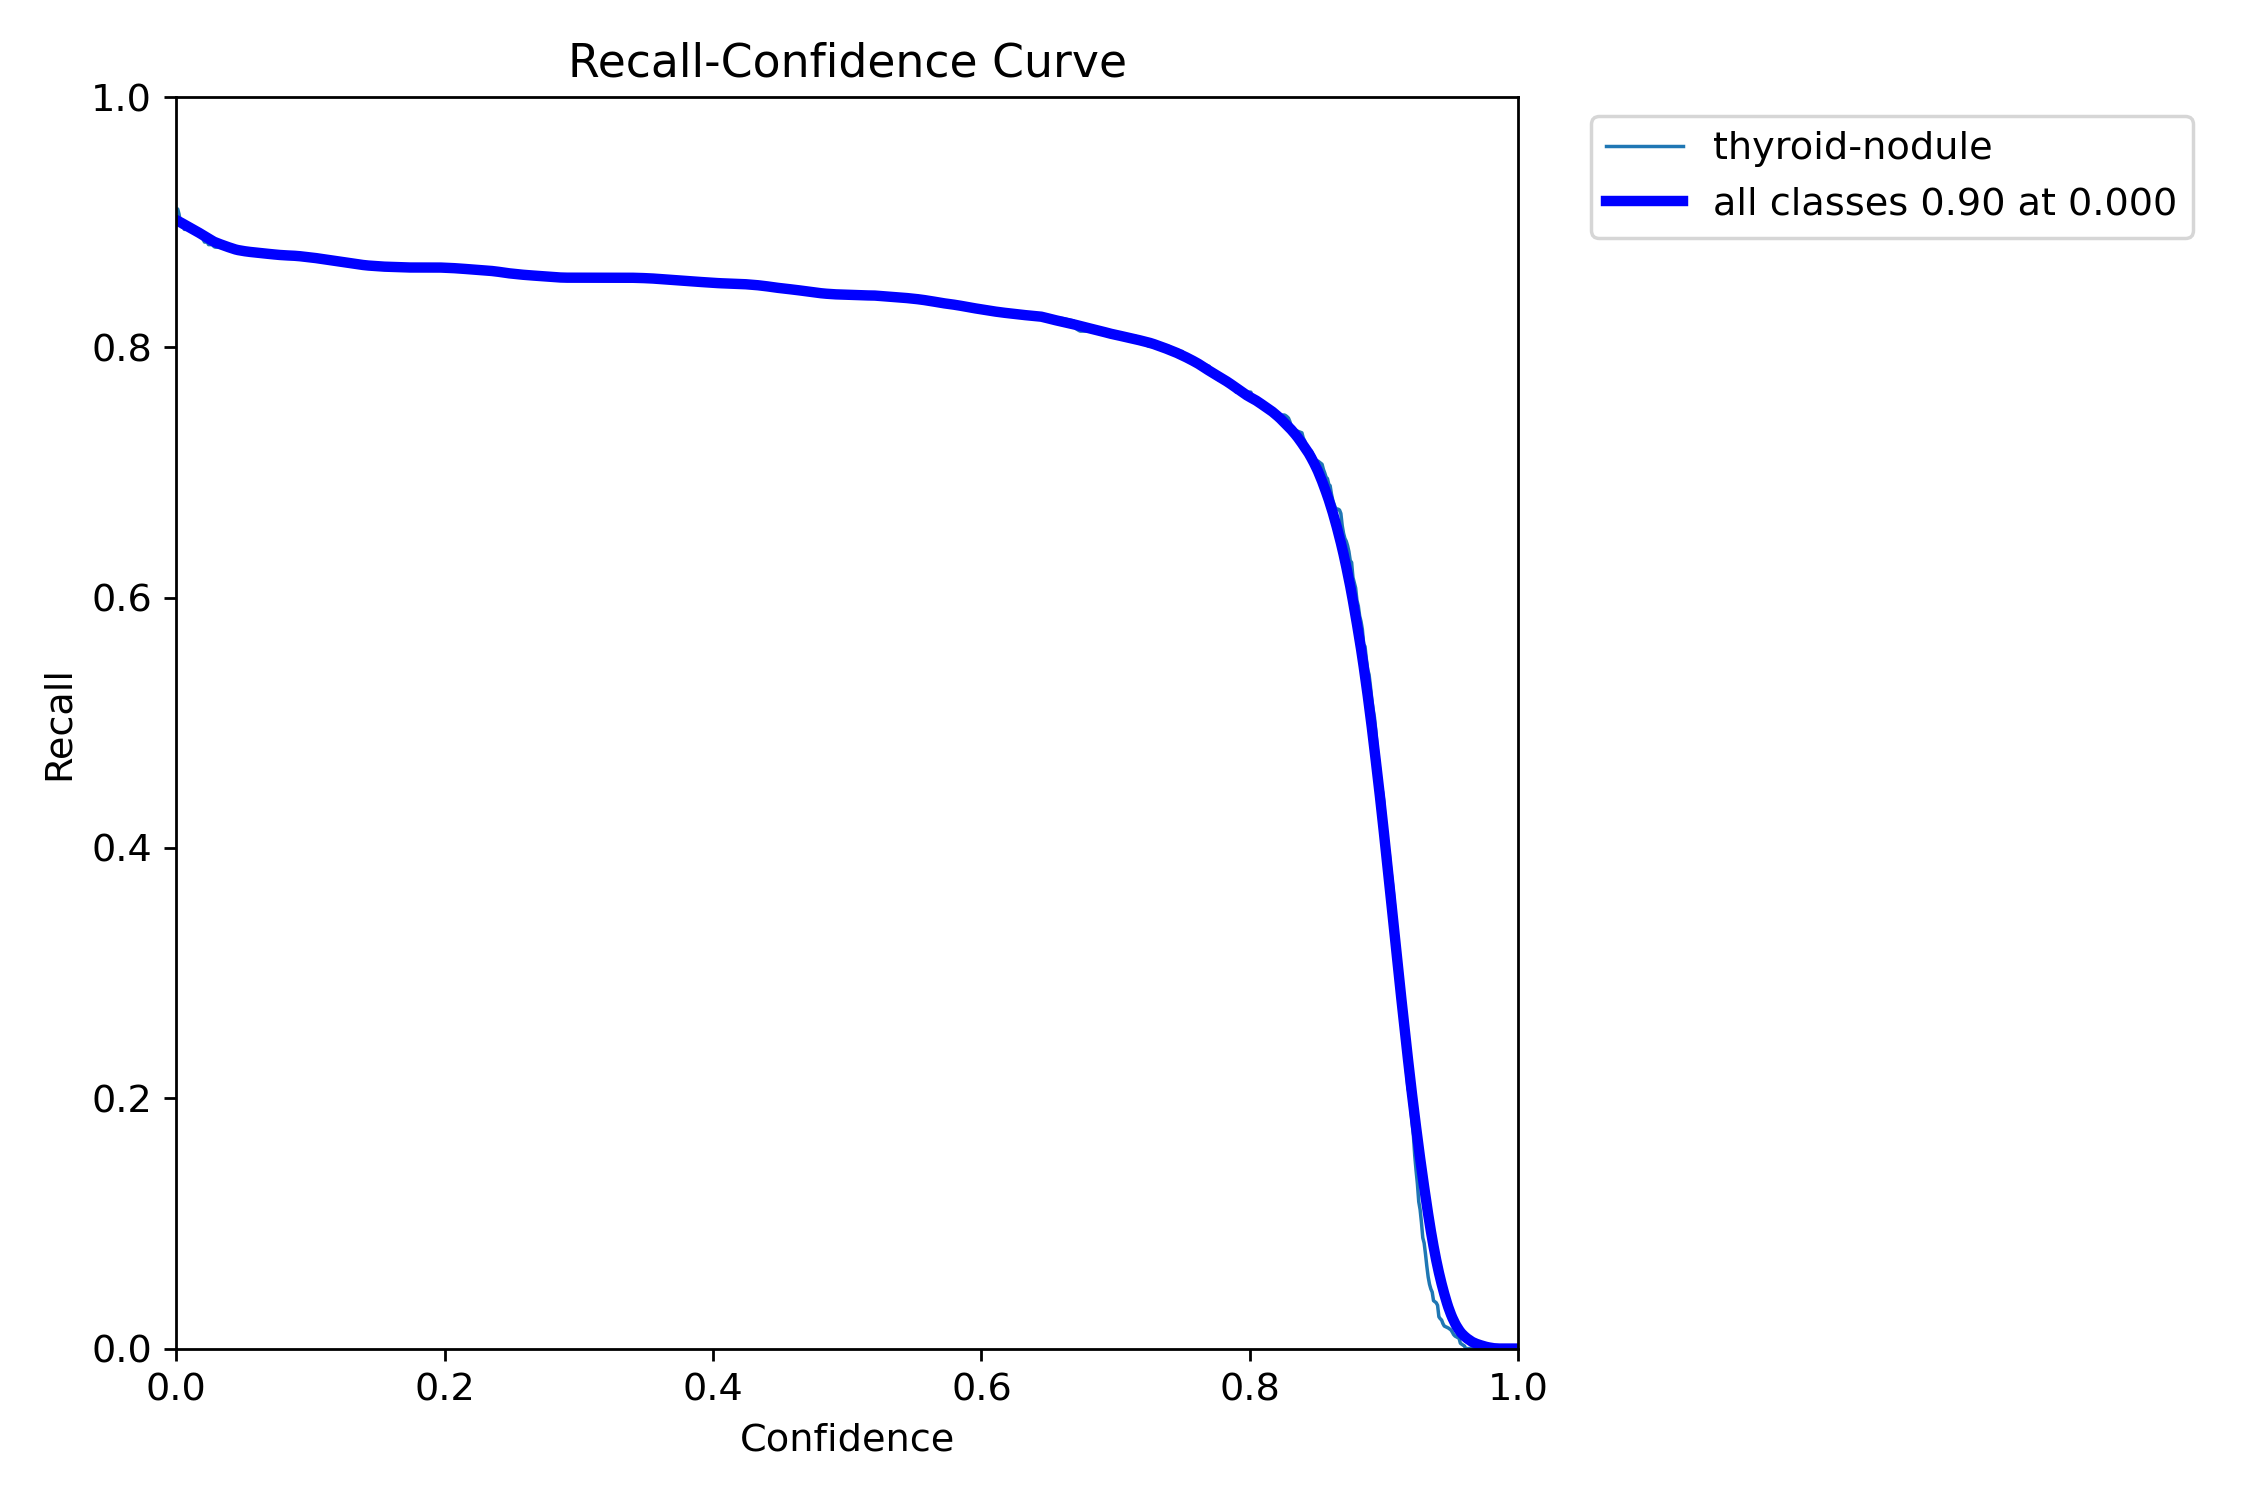 Recall-Confidence Curve
1.0
0.8
0.6
0.4
0.2
0.0
Recall
0.0 0.2 0.4 0.6 0.8 1.0
Confidence
thyroid-nodule
all classes 0.90 at 0.000